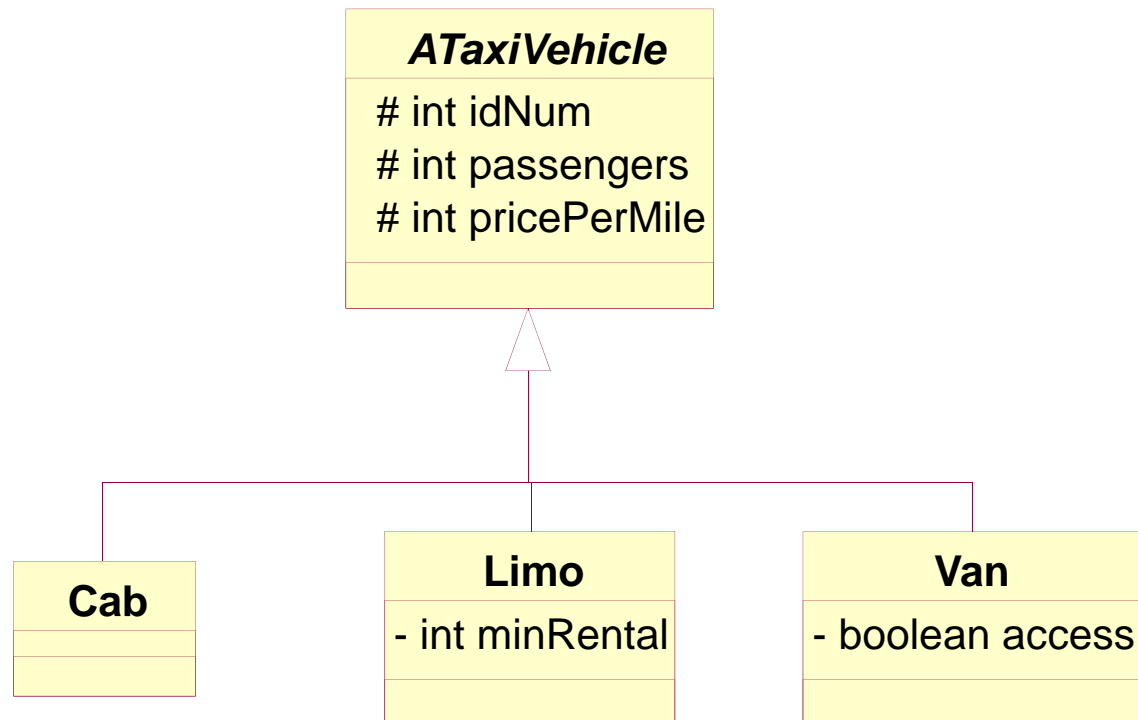 ATaxiVehicle
# int idNum
# int passengers
# int pricePerMile
Cab
Limo
- int minRental
Van
- boolean access